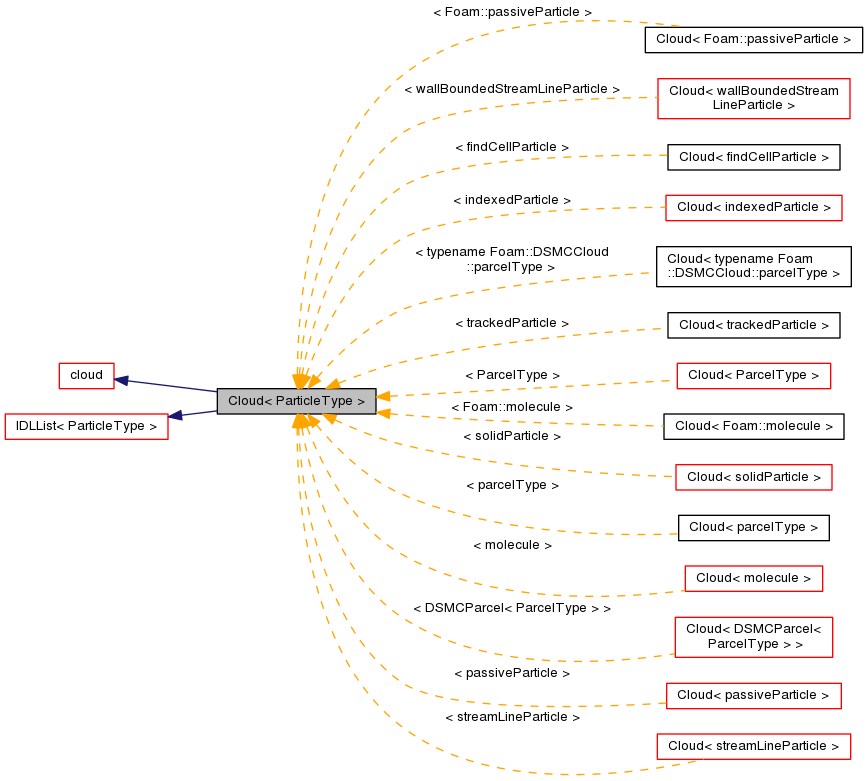 < Foam::passiveParticle >
Cloud< Foam::passiveParticle >
< wallBoundedStreamLineParticle >
Cloud< wallBoundedStream
LineParticle >
< findCellParticle >
Cloud< findCellParticle >
< indexedParticle >
Cloud< indexedParticle >
< typename Foam::DSMCCloud
::parcelType >
Cloud< typename Foam
::DSMCCloud::parcelType >
< trackedParticle >
Cloud< trackedParticle >
cloud
< ParcelType >
Cloud< ParcelType >
Cloud< ParticleType >
< Foam::molecule >
IDLList< ParticleType >
Cloud< Foam::molecule >
< solidParticle >
Cloud< solidParticle >
< parcelType >
Cloud< parcelType >
< molecule >
Cloud< molecule >
< DSMCParcel< ParcelType > >
Cloud< DSMCParcel<
ParcelType > >
< passiveParticle >
Cloud< passiveParticle >
< streamLineParticle >
Cloud< streamLineParticle >